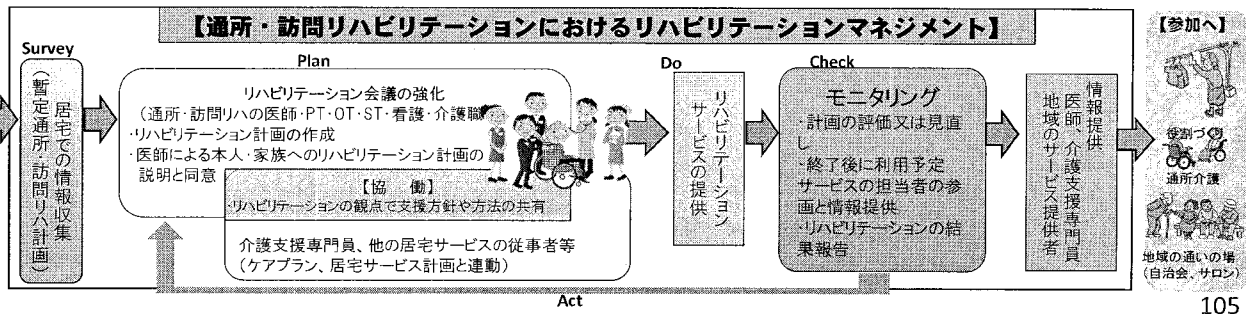 【通所・訪問リハビリテーションにおけるリハビリテーションマネジメント】
Survey
居宅での情報収集
（暫定通所・訪問リハ計画）
Plan
リハビリテーション会議の強化
（通所・訪問リハの医師・PT・OT・ST・看護・介護職
・リハビリテーション計画の作成
・医師による本人・家族へのリハビリテーション計画の
説明と同意
【協　働】
・リハビリテーションの観点で支援方針や方法の共有
介護支援専門員、他の居宅サービスの従事者等
（ケアプラン、居宅サービス計画と連動）
Do
リハビリテーション
サービスの提供
Check
モニタリング
・計画の評価又は見直
し
・終了後に利用予定
サービスの担当者の参
画と情報提供
・リハビリテーションの結
果報告
情報提供
医師、介護支援専門員
地域のサービス提供者
Act
【参加へ】
役割づくり
通所介護
地域の通いの場
（自治会、サロン）
105